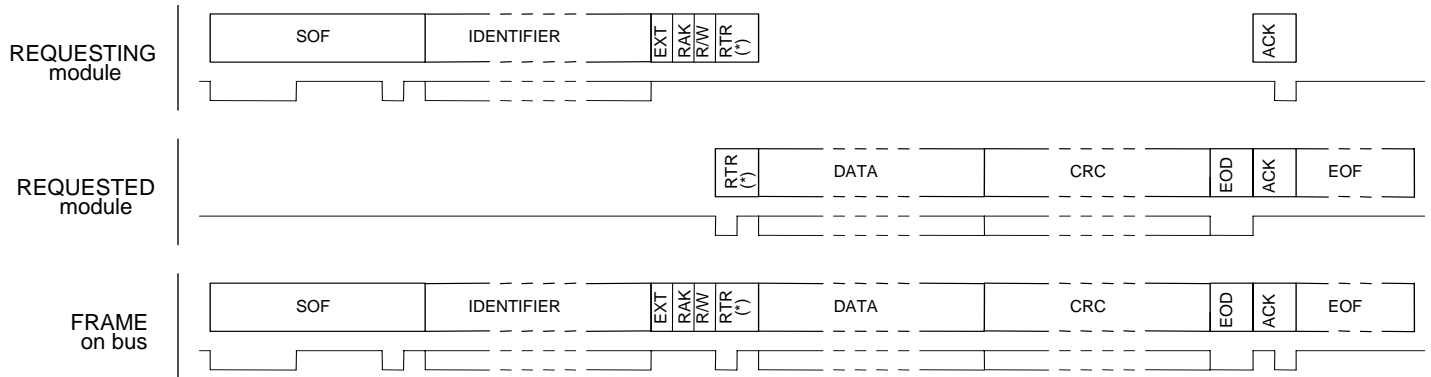 REQUESTING
module
SOF
IDENTIFIER
EXT
RAK
R/W
RTR
(*)
ACK
REQUESTED
module
RTR
(*)
DATA
CRC
EOD
ACK
EOF
FRAME
on bus
SOF
IDENTIFIER
EXT
RAK
R/W
RTR
(*)
DATA
CRC
EOD
ACK
EOF